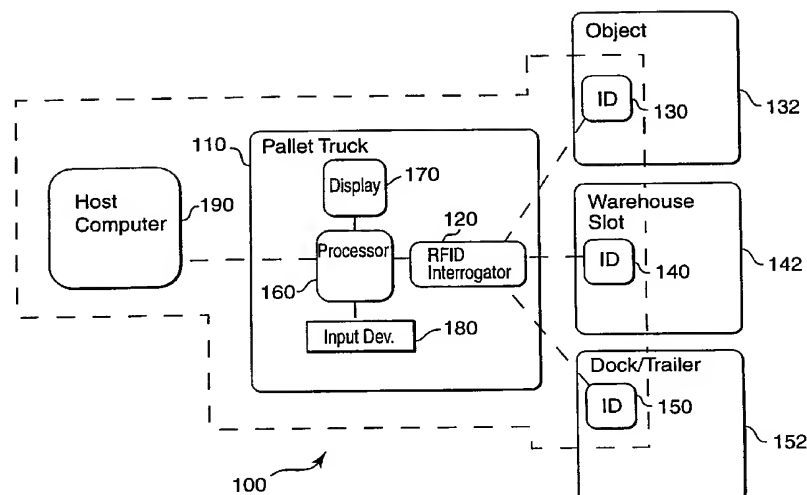 Object
ID
130
132
110
Pallet Truck
170
Display
Host
Computer
190
120
Processor
RFID
Interrogator
160
Warehouse
Slot
ID
140
142
Input Dev.
180
Dock/Trailer
ID
150
152
100